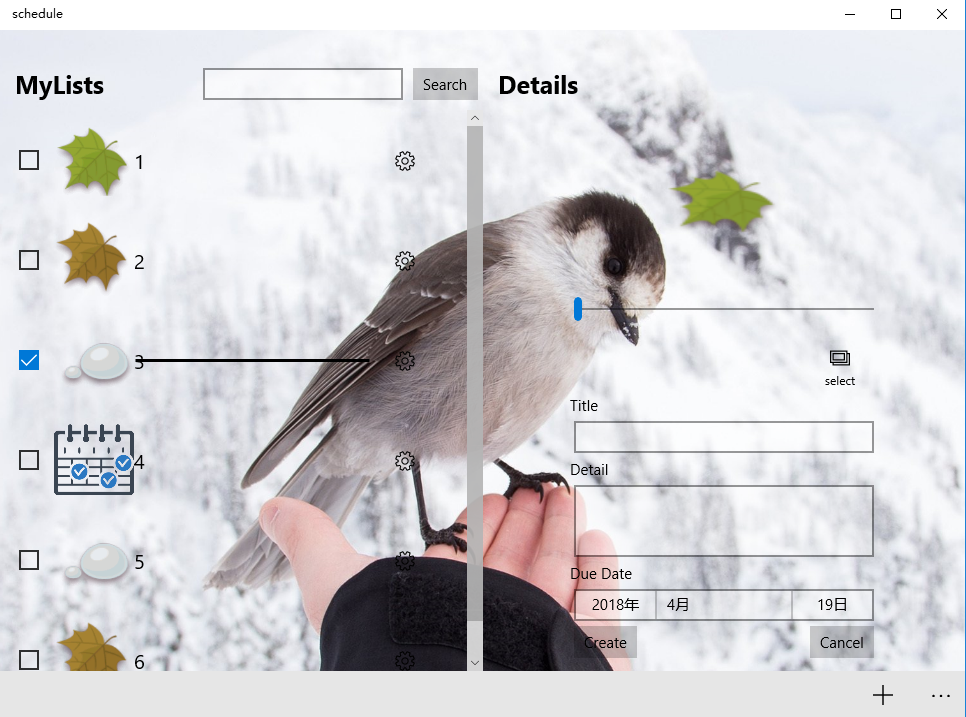 schedule
MyLists
Search
Details
1
2
3
4
5
6
select
Title
Detail
Due Date
2018年 4月 19日
Create
Cancel